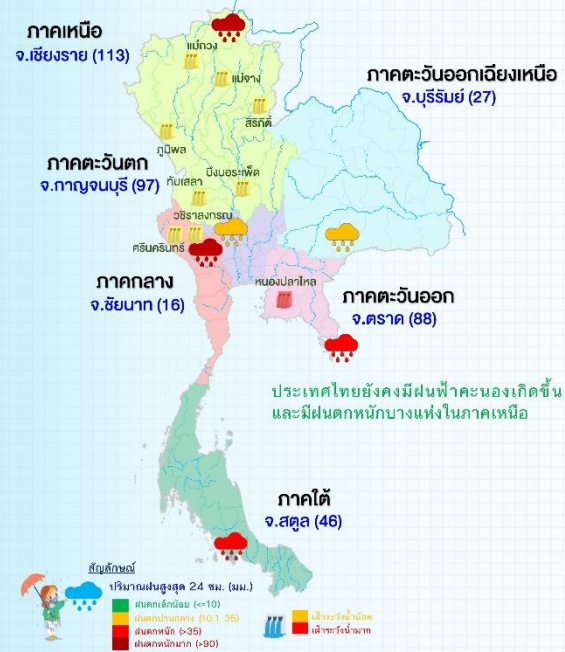 ภาคเหนือ
จ.เชียงราย (113)
แม่กวง
แม่จาง
สิริกิติ์
ภูมิพล
ภาคตะวันออกเฉียงเหนือ
จ.บุรีรัมย์ (27)
ภาคตะวันตก
จ.กาญจนบุรี (97)
ทับเสลา
บึงบอระเพ็ด
วชิราลงกรณ
ศรีนครินทร์
ภาคกลาง
จ.ชัยนาท (16)
หนองปลาไหล
ภาคตะวันออก
จ.ตราด (88)
ประเทศไทยยังคงมีฝนฟ้าคะนองเกิดขึ้น
และมีฝนตกหนักบางแห่งในภาคเหนือ
ภาคใต้
จ.สตูล (46)
สัญลักษณ์
ปริมาณฝนสูงสุด 24 ชม. (มม.)
ฝนตกเล็กน้อย (<=10)
ฝนตกปานกลาง (10.1-35)
ฝนตกหนัก (>35)
ฝนตกหนักมาก (>90)
เฝ้าระวังน้ำน้อย
เฝ้าระวังน้ำมาก